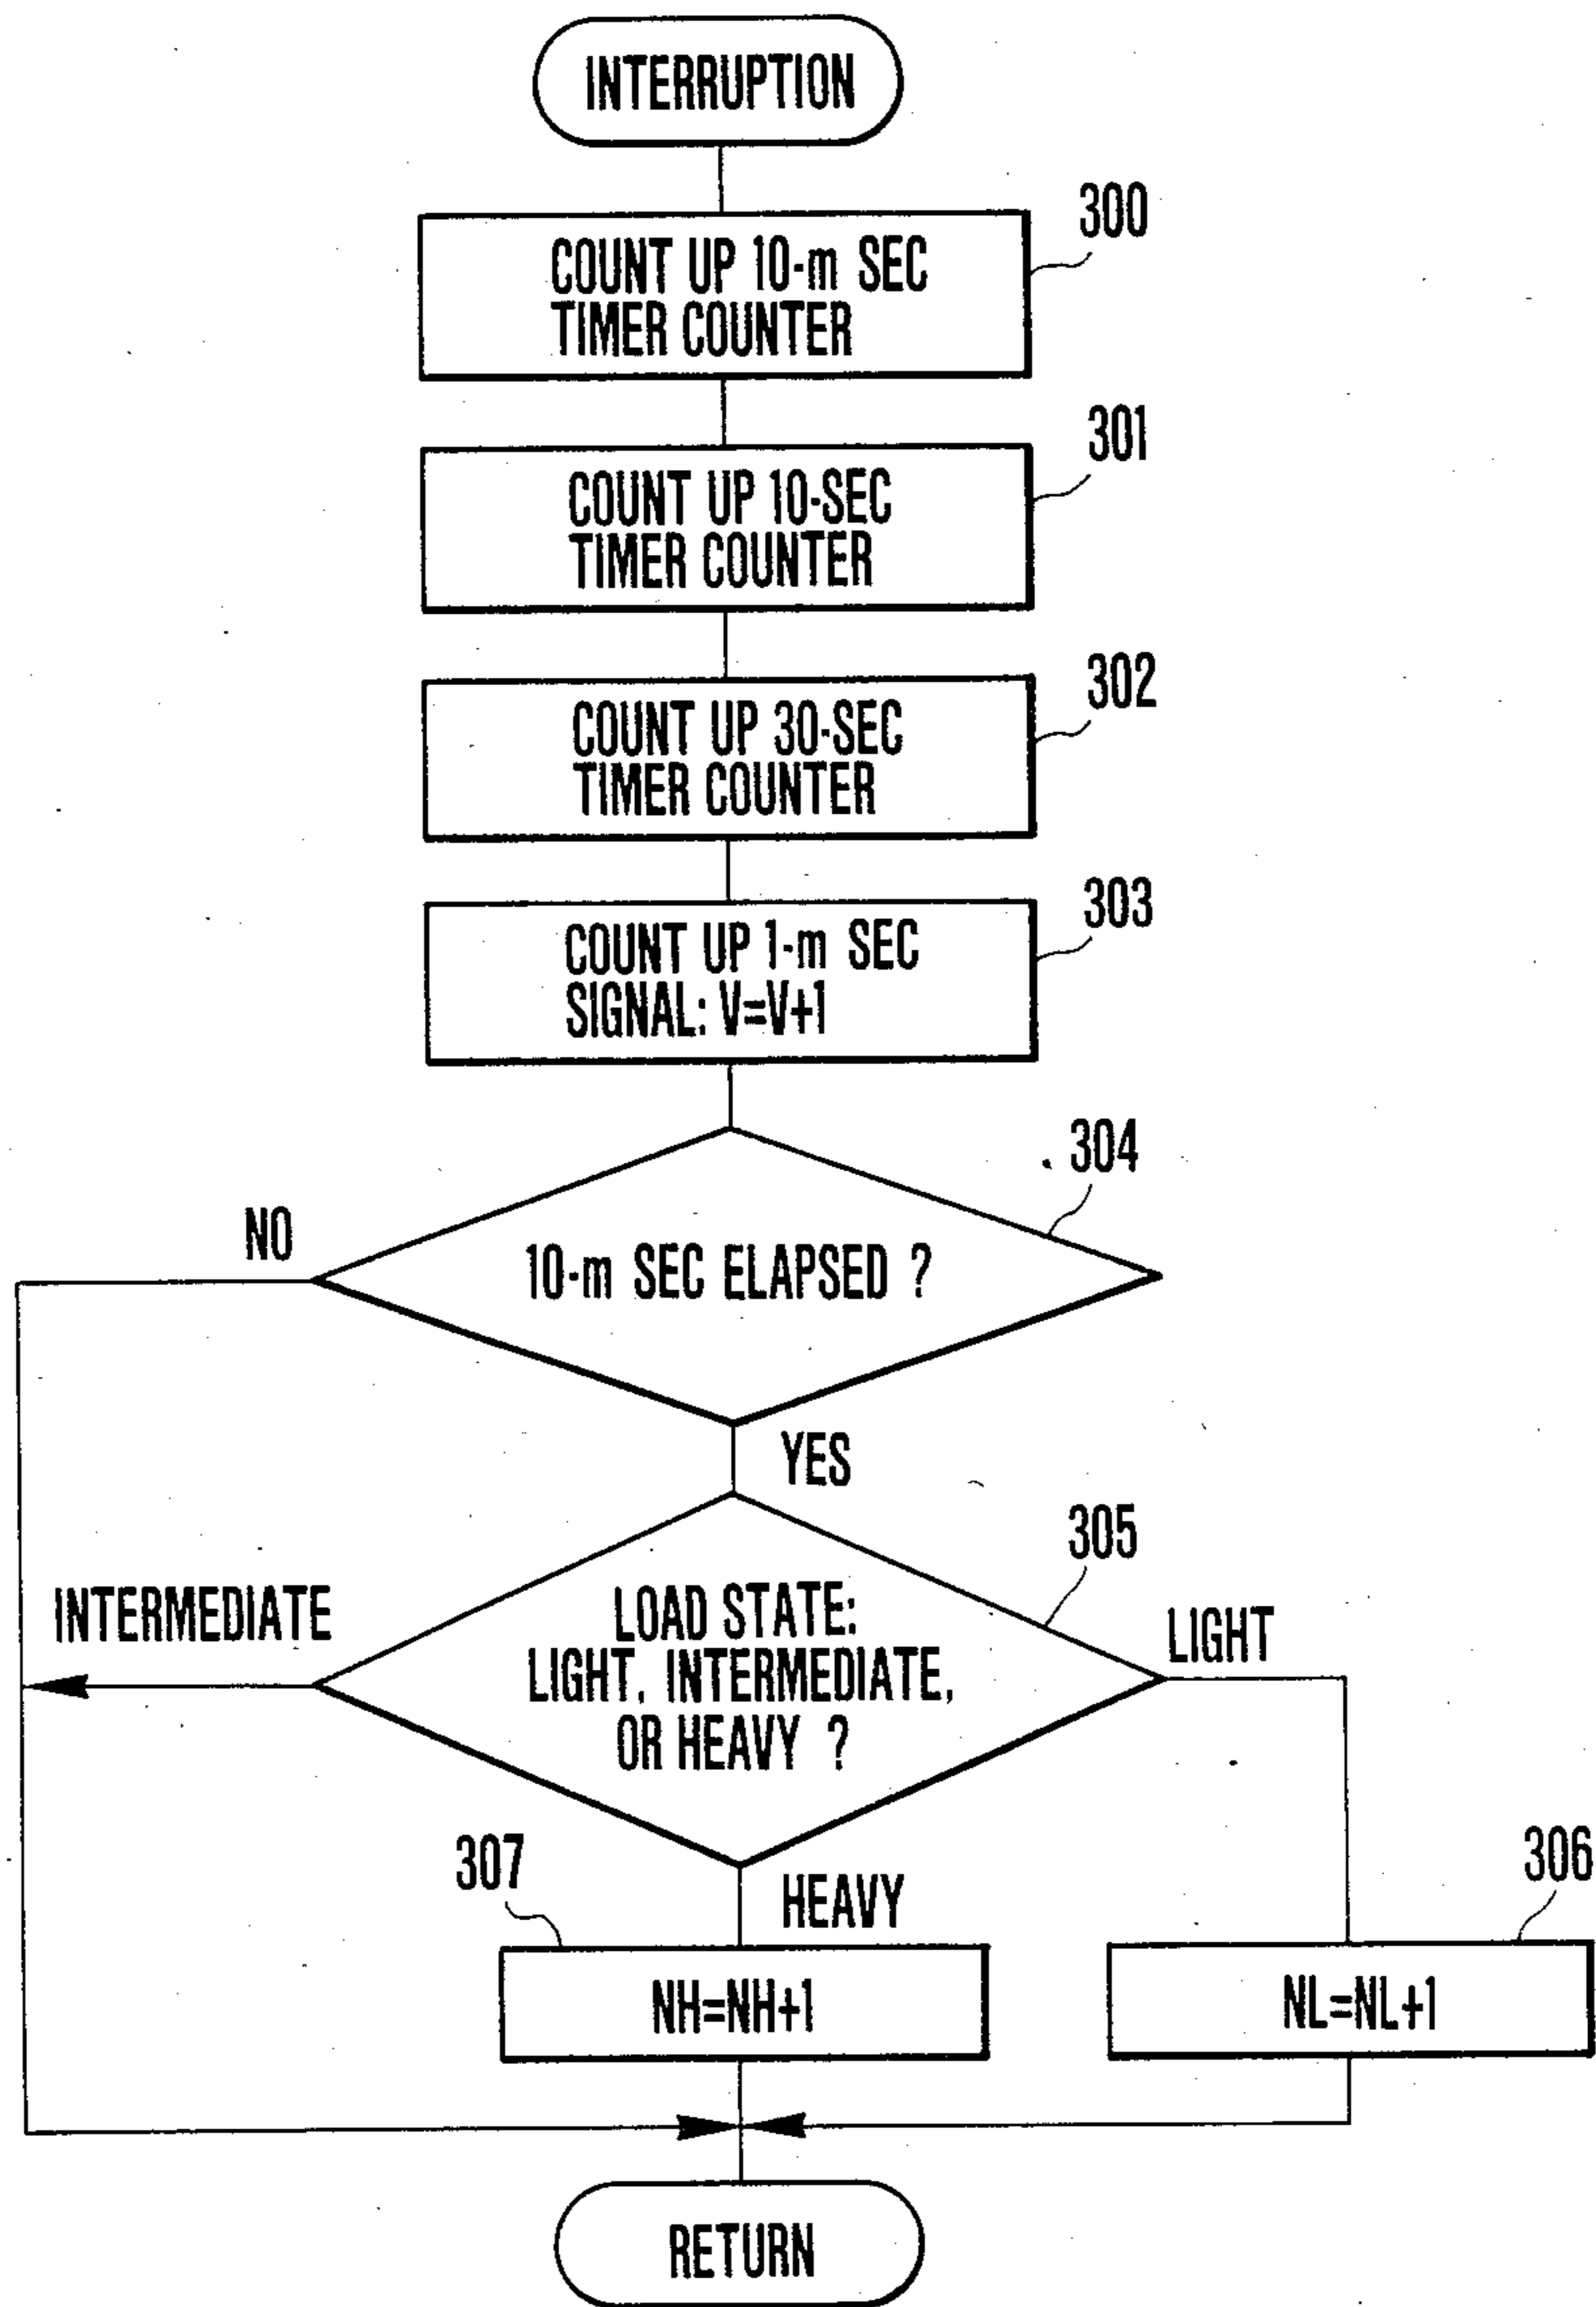 INTERRUPTION
300
COUNT UP 10-m SEC
TIMER COUNTER
301
COUNT UP 10-SEC
TIMER COUNTER
302
COUNT UP 30-SEC
TIMER COUNTER
303
COUNT UP 1-m SEC
SIGNAL: V=V+1
304
NO
10-m SEC ELAPSED ?
YES
305
INTERMEDIATE
LOAD STATE:
LIGHT, INTERMEDIATE,
OR HEAVY ?
LIGHT
307
HEAVY
306
NH=NH+1
NL=NL+1
RETURN